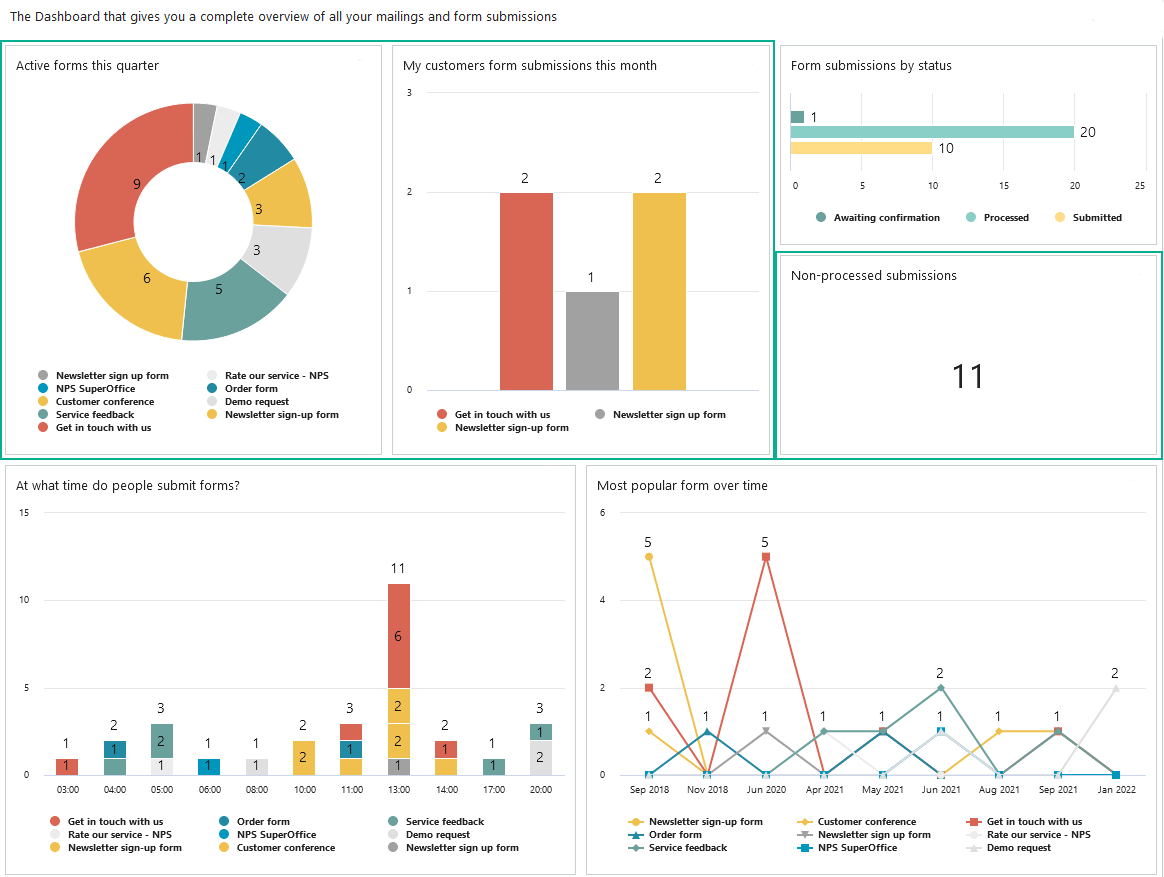 The Dashboard that gives you a complete overview of all your mailings and form submissions
Active forms this quarter
1
1
1
2
3
3
5
6
9
Newsletter sign up form Rate our service - NPS
NPS SuperOffice Order form
Customer conference Demo request
Service feedback Newsletter sign-up form
Get in touch with us
My customers form submissions this month
3
2
1
0
2
1
2
Get in touch with us Newsletter sign up form
Newsletter sign-up form
Form submissions by status
1
20
10
0 5 10 15 20 25
Awaiting confirmation Processed Submitted
Non-processed submissions
11
At what time do people submit forms?
15
10
5
0
1 2 3 1 1 2 3 11 2 1 3
1
1
2
1
1
1
2
1
6
2
2
1
1
1
1
2
03:00 04:00 05:00 06:00 08:00 10:00 11:00 13:00 14:00 17:00 20:00
Get in touch with us Order form Service feedback
Rate our service - NPS NPS SuperOffice Demo request
Newsletter sign-up form Customer conference Newsletter sign up form
Most popular form over time
6
4
2
0
5 5
2 2 2
1 1 1 1 1 1 1 1
Sep 2018 Nov 2018 Jun 2020 Apr 2021 May 2021 Jun 2021 Aug 2021 Sep 2021 Jan 2022
Newsletter sign-up form Customer conference Get in touch with us
Order form Newsletter sign up form Rate our service - NPS
Service feedback NPS SuperOffice Demo request